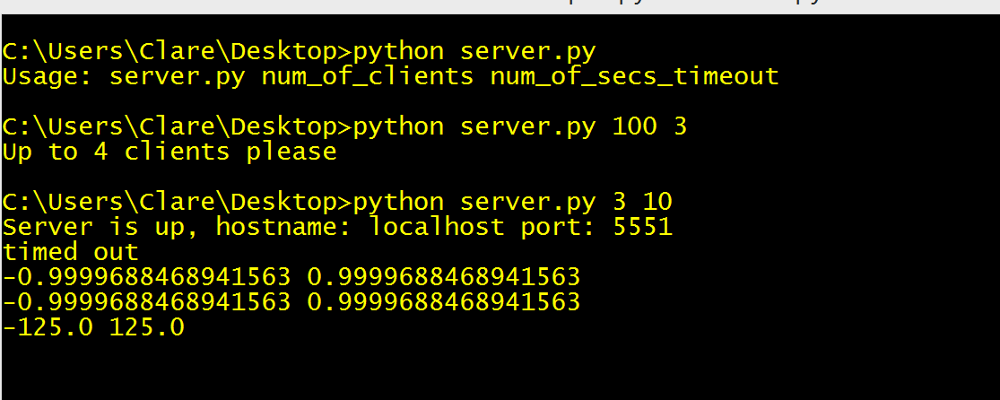 C:\Users\Clare\Desktop>python server.py
Usage: server.py num_of_clients num_of_secs_timeout
C:\Users\Clare\Desktop>python server.py 100 3
Up to 4 clients please
C:\Users\Clare\Desktop>python server.py 3 10
Server is up, hostname: localhost port: 5551
timed out
-0.9999688468941563 0.9999688468941563
-0.9999688468941563 0.9999688468941563
-125.0 125.0